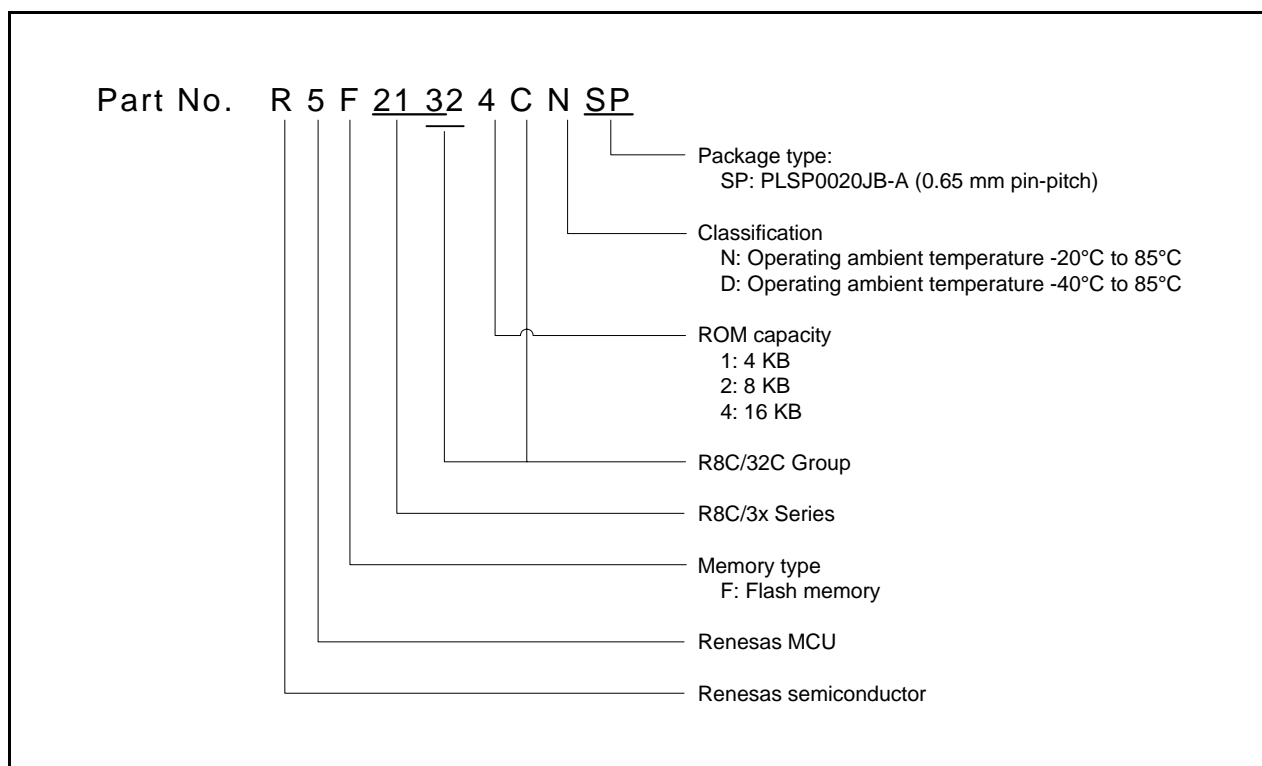 Part No. R 5 F 21 32 4 C N SP
Package type:
SP: PLSP0020JB-A (0.65 mm pin-pitch)
Classification
N: Operating ambient temperature -20°C to 85°C
D: Operating ambient temperature -40°C to 85°C
ROM capacity
1: 4 KB
2: 8 KB
4: 16 KB
R8C/32C Group
R8C/3x Series
Memory type
F: Flash memory
Renesas MCU
Renesas semiconductor